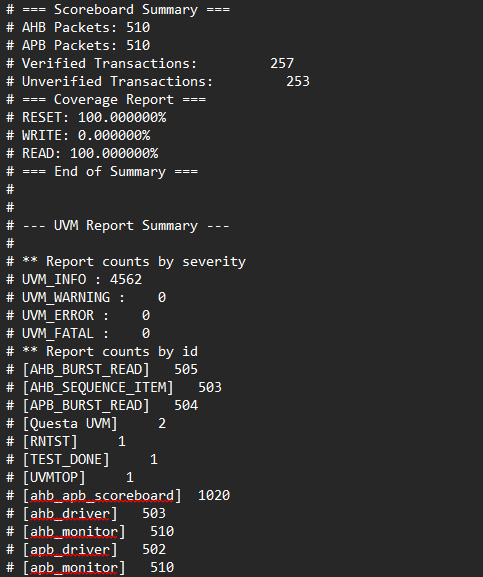 # === Scoreboard Summary ===
# AHB Packets: 510
# APB Packets: 510
# Verified Transactions:         257
# Unverified Transactions:         253
# === Coverage Report ===
# RESET: 100.000000%
# WRITE: 0.000000%
# READ: 100.000000%
# === End of Summary ===
#
#
# --- UVM Report Summary ---
#
# ** Report counts by severity
# UVM_INFO : 4562
# UVM_WARNING :    0
# UVM_ERROR :    0
# UVM_FATAL :    0
# ** Report counts by id
# [AHB_BURST_READ]   505
# [AHB_SEQUENCE_ITEM]   503
# [APB_BURST_READ]   504
# [Questa UVM]     2
# [RNTST]     1
# [TEST_DONE]     1
# [UVMTOP]     1
# [ahb_apb_scoreboard]  1020
# [ahb_driver]   503
# [ahb_monitor]   510
# [apb_driver]   502
# [apb_monitor]   510